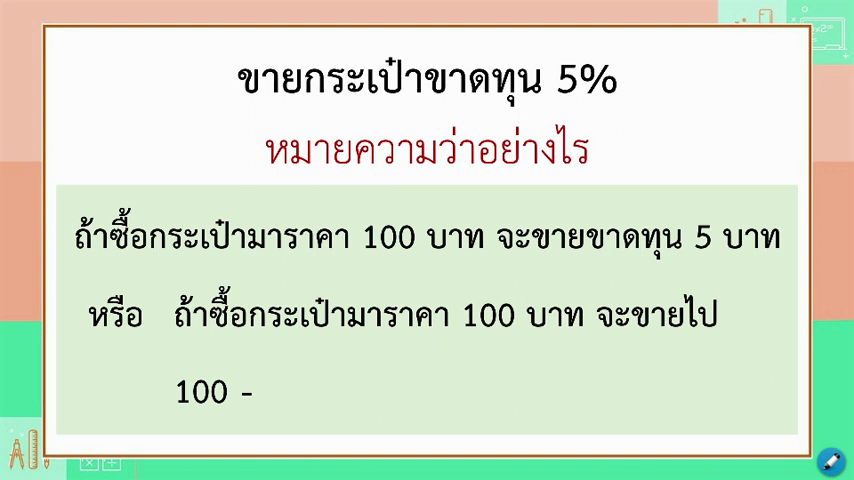 ขายกระเป๋าขาดทุน 5%
หมายความว่าอย่างไร
ถ้าซื้อกระเป๋ามาราคา 100 บาท จะขายขาดทุน 5 บาท
หรือ ถ้าซื้อกระเป๋ามาราคา 100 บาท จะขายไป
100 -